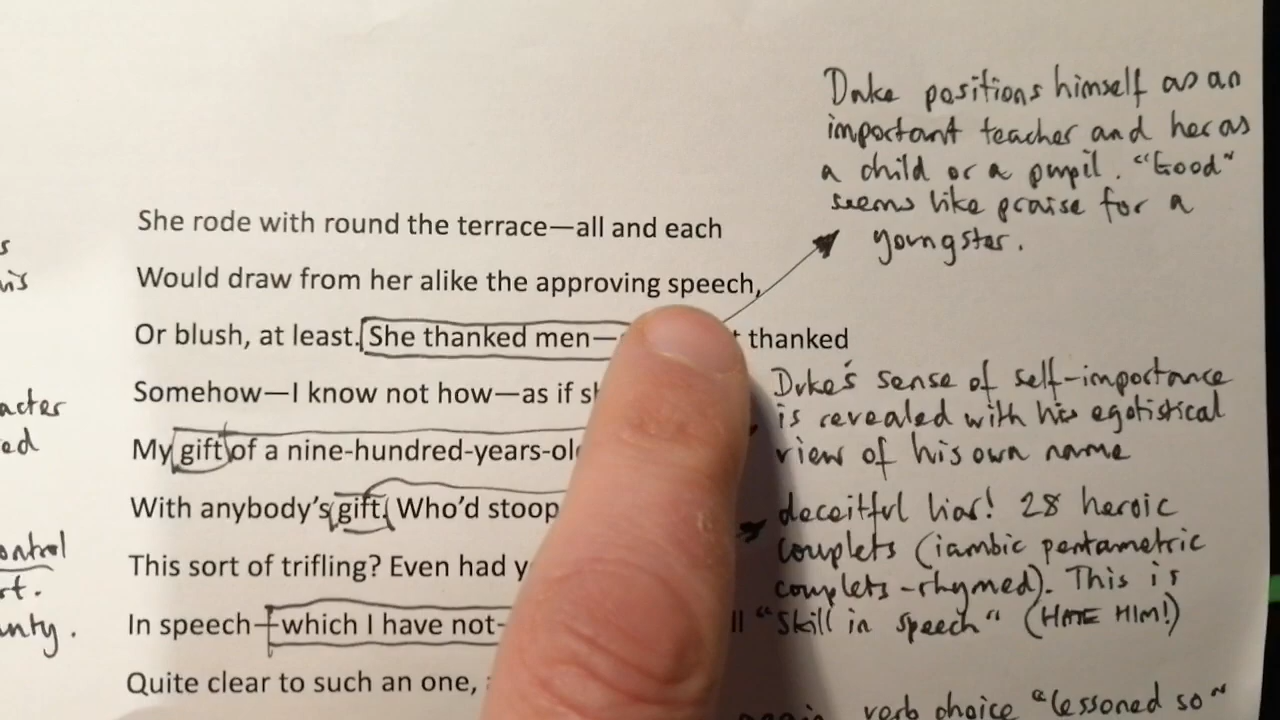 Duke positions himself as an
important teacher and her as
a child or a pupil. "Good"
seems like praise for a
youngster.
She rode with round the terrace—all and each
Would draw from her alike the approving speech,
Or blush, at least. She thanked men— thanked
Somehow—I know not how—as if
My gift of a nine-hundred-years-
With anybody's gift. Who'd stoop
This sort of trifling? Even had
In speech—which I have not-
Quite clear to such an one,
Duke's sense of self-importance
is revealed with his egotistical
view of his own name
deceitful liar! 28 heroic
couplets (iambic pentametric
couplets - rhymed). This is
"Skill in speech" (HATE HIM!)
verb choice "lessoned so"